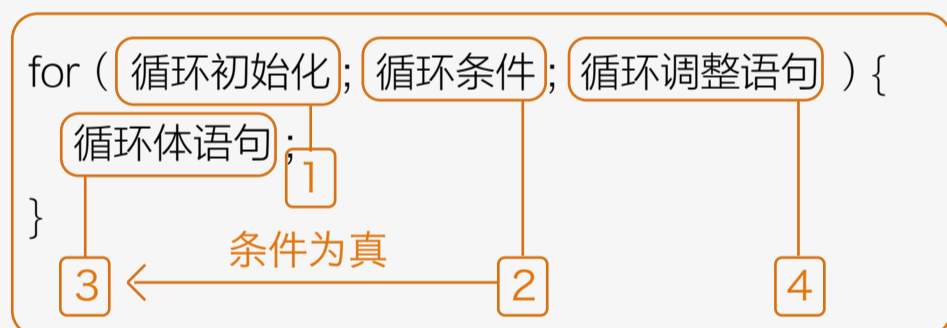 for ( 循环初始化 ; 循环条件 ; 循环调整语句 ) {
循环体语句 ;
1
}
条件为真
3 2 4